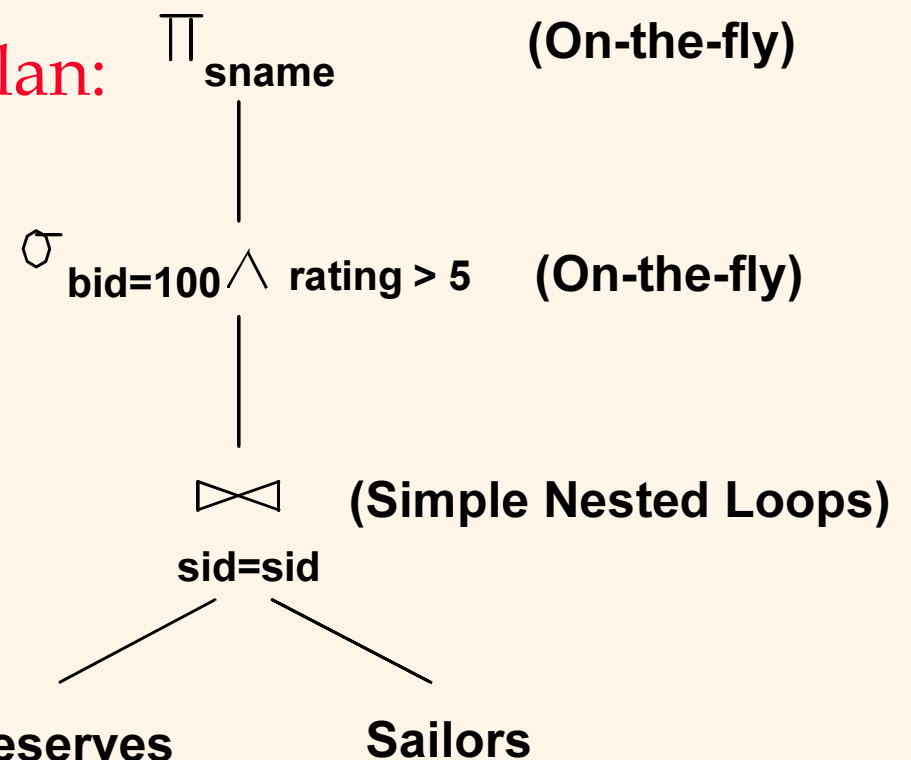 (On-the-fly)
lan:
π sname
σ bid=100 ∧ rating > 5 (On-the-fly)
⋈ (Simple Nested Loops)
sid=sid
eserves Sailors